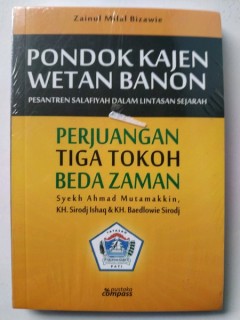 Zainul Milal Bizawie
PONDOK KAJEN
WETAN BANON
PESANTREN SALAFIYAH DALAM LINTASAN SEJARAH
PERJUANGAN
TIGA TOKOH
BEDA ZAMAN
Syekh Ahmad Mutamakkin,
KH. Sirodj Ishaq & KH. Baedlowie Sirodj
PATI
pustaka
compass